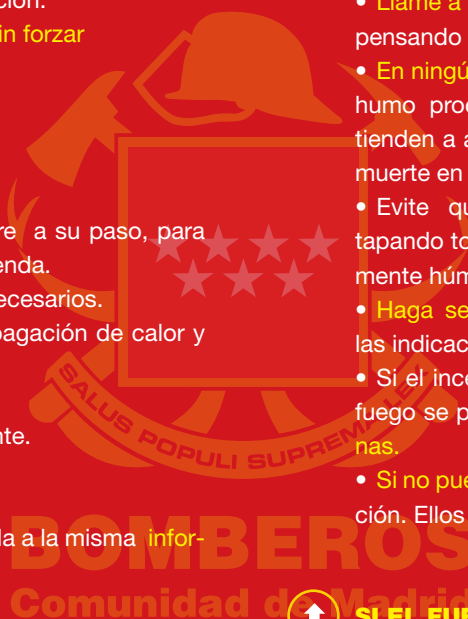 ción.
in forzar
re a su paso, para
enda.
ecesarios.
pagación de calor y
nte.
da a la misma infor-
• Llame a
pensando
• En ningú
humo prod
tienden a a
muerte en
• Evite qu
tapando to
mente húm
• Haga se
las indicac
• Si el ince
fuego se p
nas.
• Si no pue
ción. Ellos
SI EL FUE
SALUS POPULI SUPREMA LEX
BOMBEROS
Comunidad de Madrid